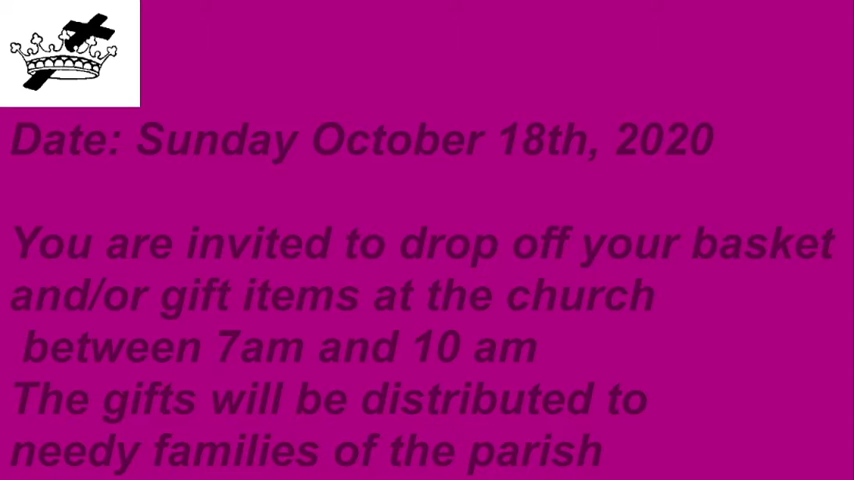 Date: Sunday October 18th, 2020
You are invited to drop off your basket
and/or gift items at the church
between 7am and 10 am
The gifts will be distributed to
needy families of the parish